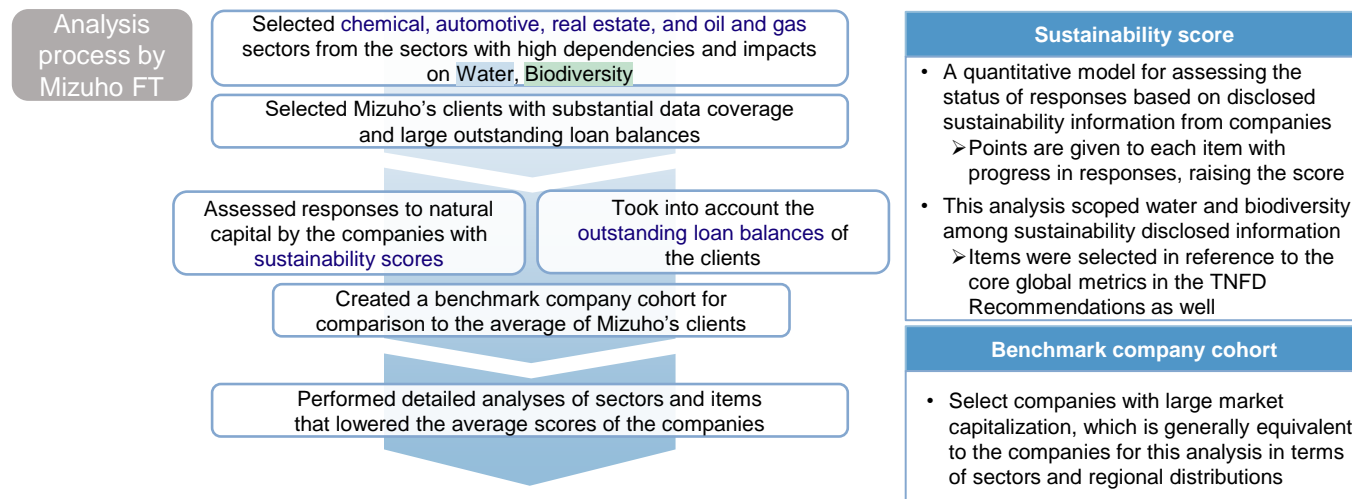 Analysis
process by
Mizuho FT
Selected chemical, automotive, real estate, and oil and gas
sectors from the sectors with high dependencies and impacts
on Water, Biodiversity
Selected Mizuho's clients with substantial data coverage
and large outstanding loan balances
Assessed responses to natural
capital by the companies with
sustainability scores
Took into account the
outstanding loan balances of
the clients
Created a benchmark company cohort for
comparison to the average of Mizuho's clients
Performed detailed analyses of sectors and items
that lowered the average scores of the companies
Sustainability score
• A quantitative model for assessing the
status of responses based on disclosed
sustainability information from companies
➢Points are given to each item with
progress in responses, raising the score
• This analysis scoped water and biodiversity
among sustainability disclosed information
➢Items were selected in reference to the
core global metrics in the TNFD
Recommendations as well
Benchmark company cohort
• Select companies with large market
capitalization, which is generally equivalent
to the companies for this analysis in terms
of sectors and regional distributions